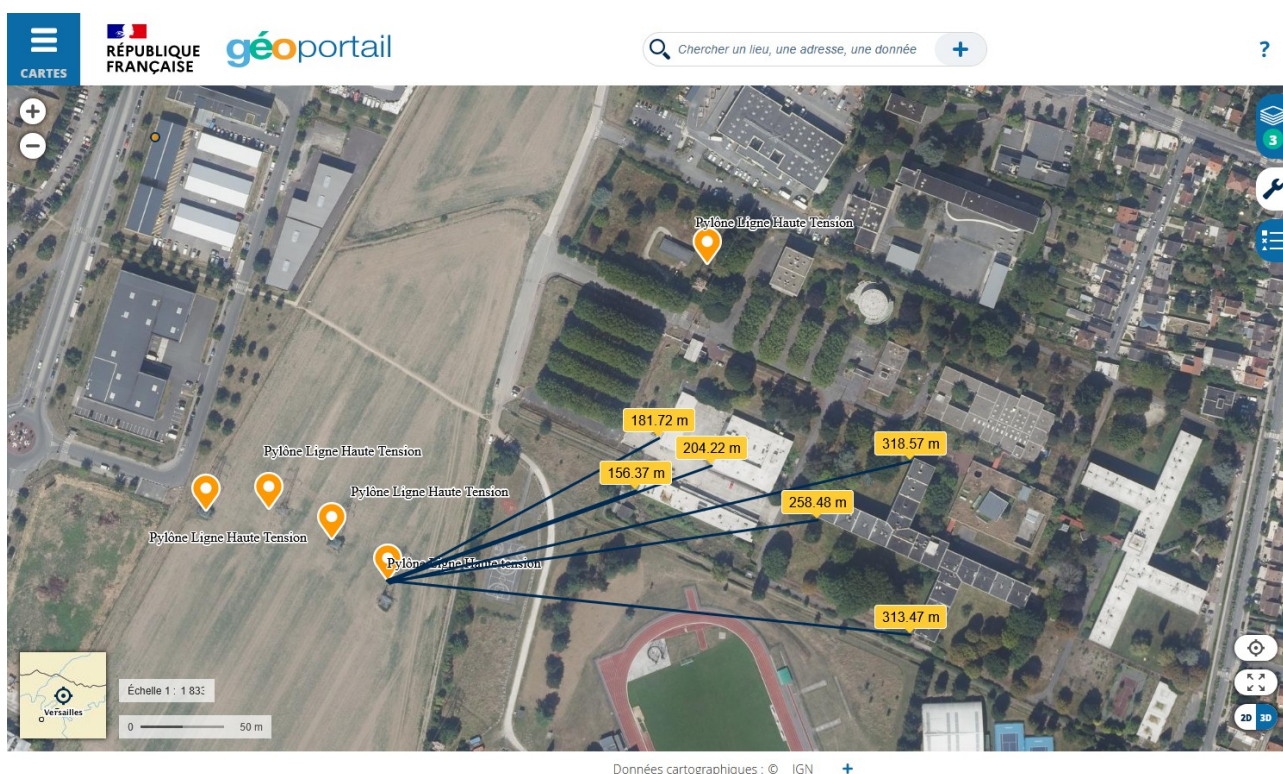 CARTES
RÉPUBLIQUE
FRANÇAISE
géoportail
Chercher un lieu, une adresse, une donnée
+
?
+
−
3
Pylône Ligne Haute Tension
181.72 m
204.22 m
318.57 m
156.37 m
258.48 m
Pylône Ligne Haute Tension
Pylône Ligne Haute Tension
Pylône Ligne Haute Tension
Pylône Ligne Haute tension
313.47 m
Versailles
Échelle 1 : 1 833
0
50 m
2D
3D
Données cartographiques : © IGN +